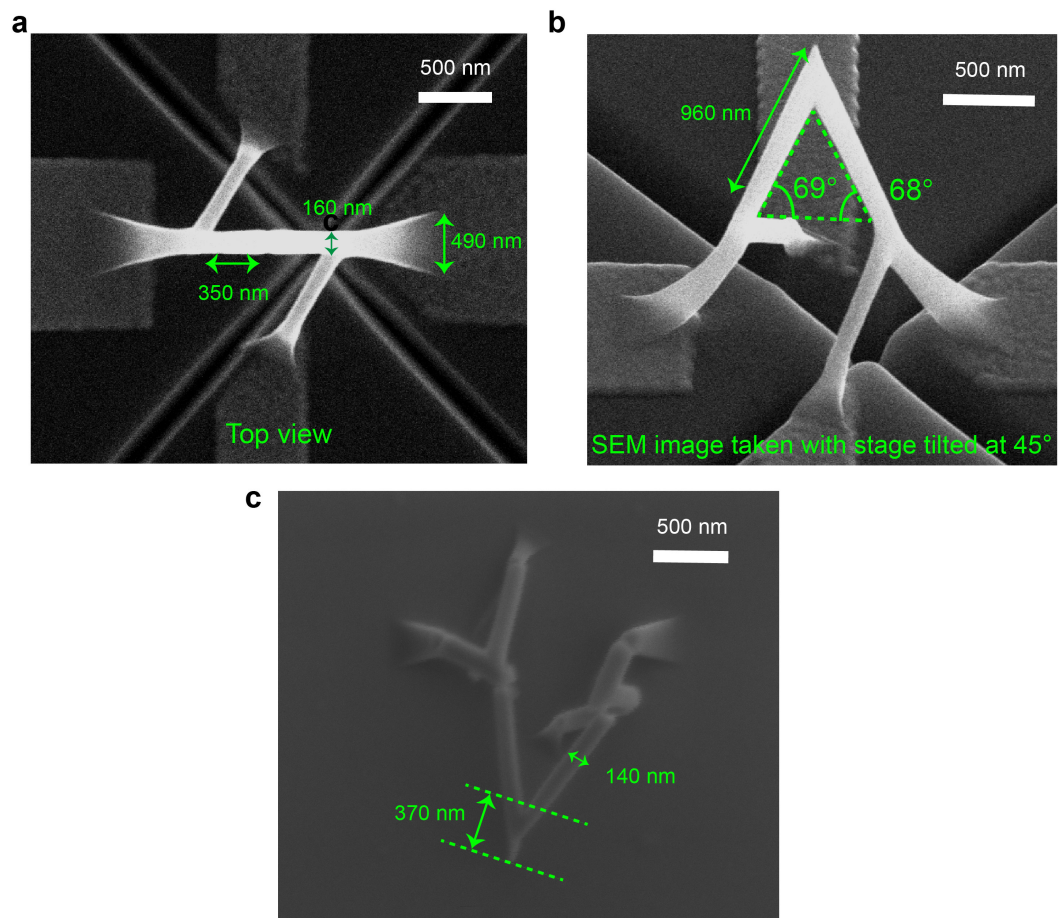 a
500 nm
160 nm
490 nm
350 nm
Top view
b
500 nm
960 nm
69°
68°
SEM image taken with stage tilted at 45°
c
500 nm
370 nm
140 nm